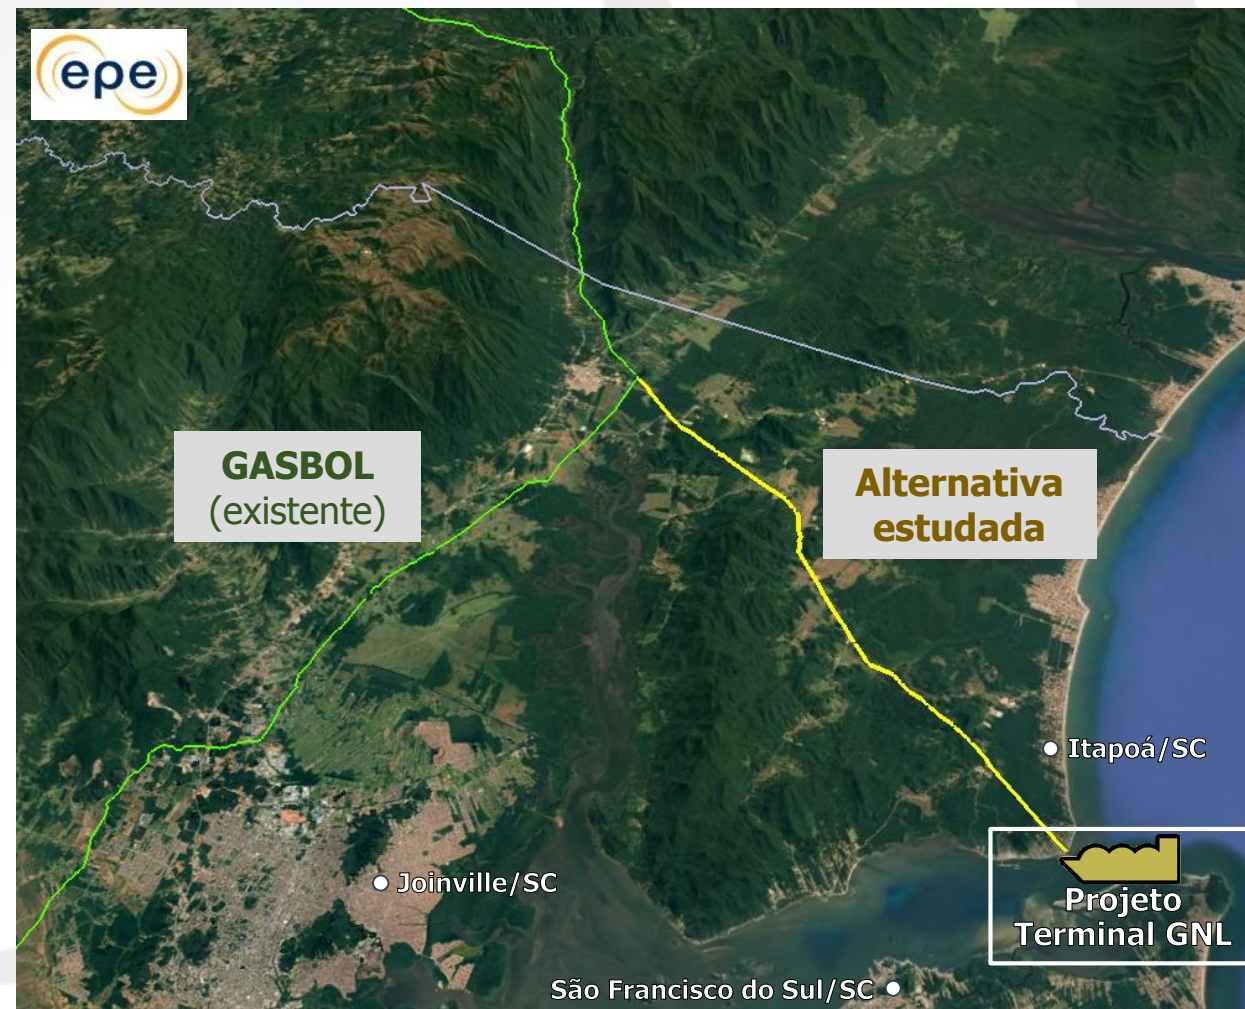 epe
GASBOL
(existente)
Alternativa
estudada
Itapoá/SC
Joinville/SC
Projeto
Terminal GNL
São Francisco do Sul/SC